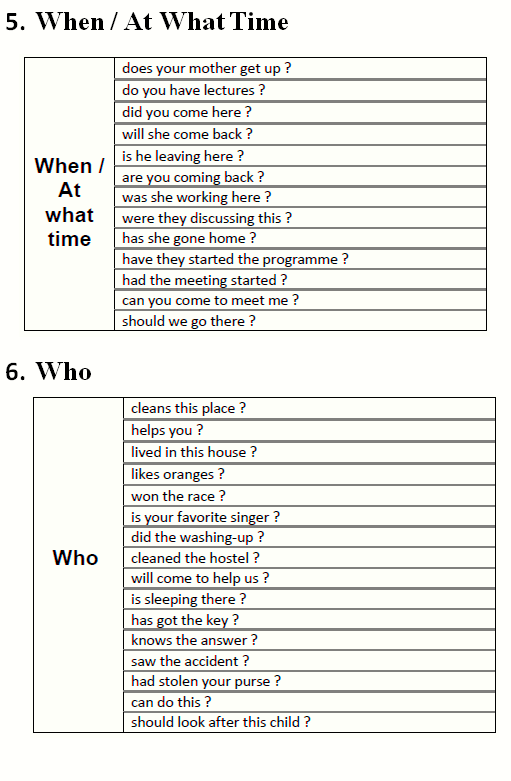 5. When / At What Time
When /
At
what
time
does your mother get up ?
do you have lectures ?
did you come here ?
will she come back ?
is he leaving here ?
are you coming back ?
was she working here ?
were they discussing this ?
has she gone home ?
have they started the programme ?
had the meeting started ?
can you come to meet me ?
should we go there ?
6. Who
Who
cleans this place ?
helps you ?
lived in this house ?
likes oranges ?
won the race ?
is your favorite singer ?
did the washing-up ?
cleaned the hostel ?
will come to help us ?
is sleeping there ?
has got the key ?
knows the answer ?
saw the accident ?
had stolen your purse ?
can do this ?
should look after this child ?